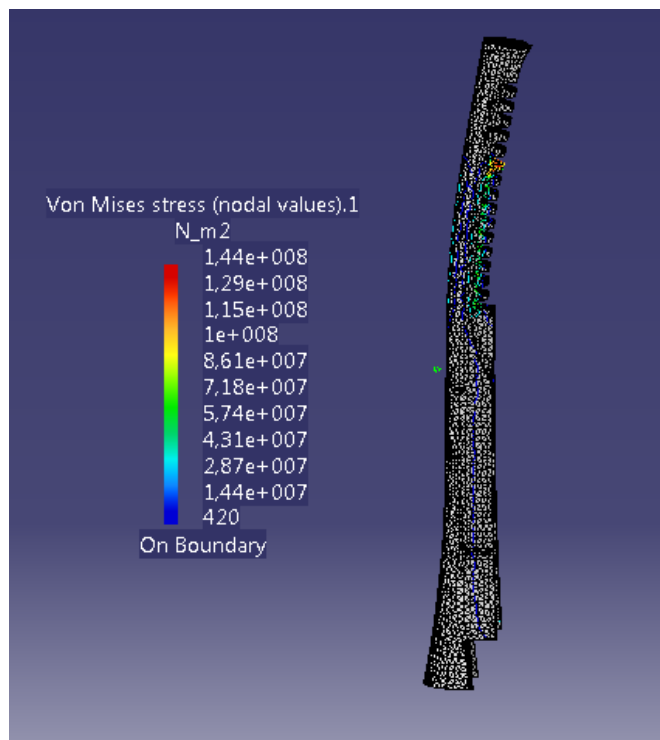 Von Mises stress (nodal values).1
N_m2
1,44e+008
1,29e+008
1,15e+008
1e+008
8,61e+007
7,18e+007
5,74e+007
4,31e+007
2,87e+007
1,44e+007
420
On Boundary